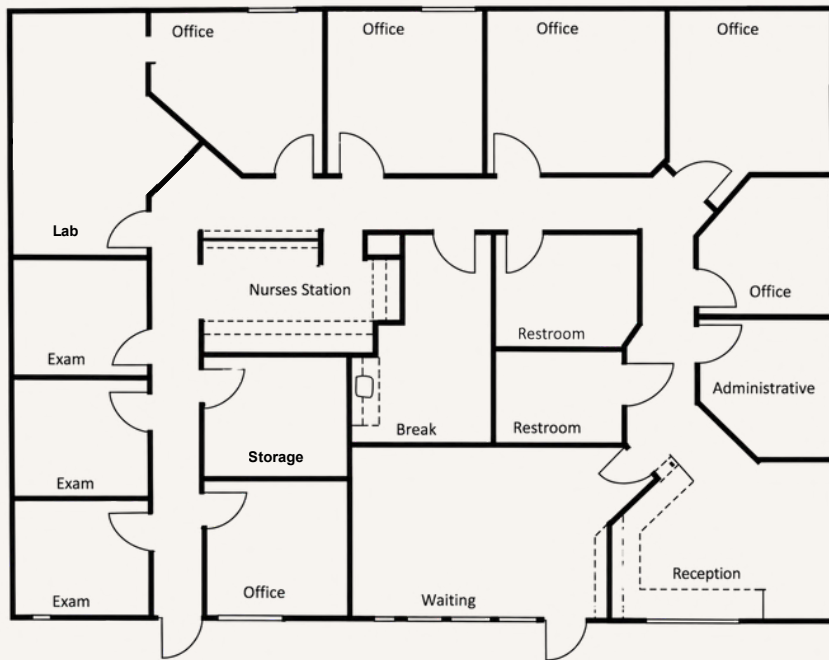 Office
Office
Office
Office
Lab
Nurses Station
Office
Exam
Restroom
Administrative
Break
Restroom
Storage
Exam
Reception
Office
Waiting
Exam